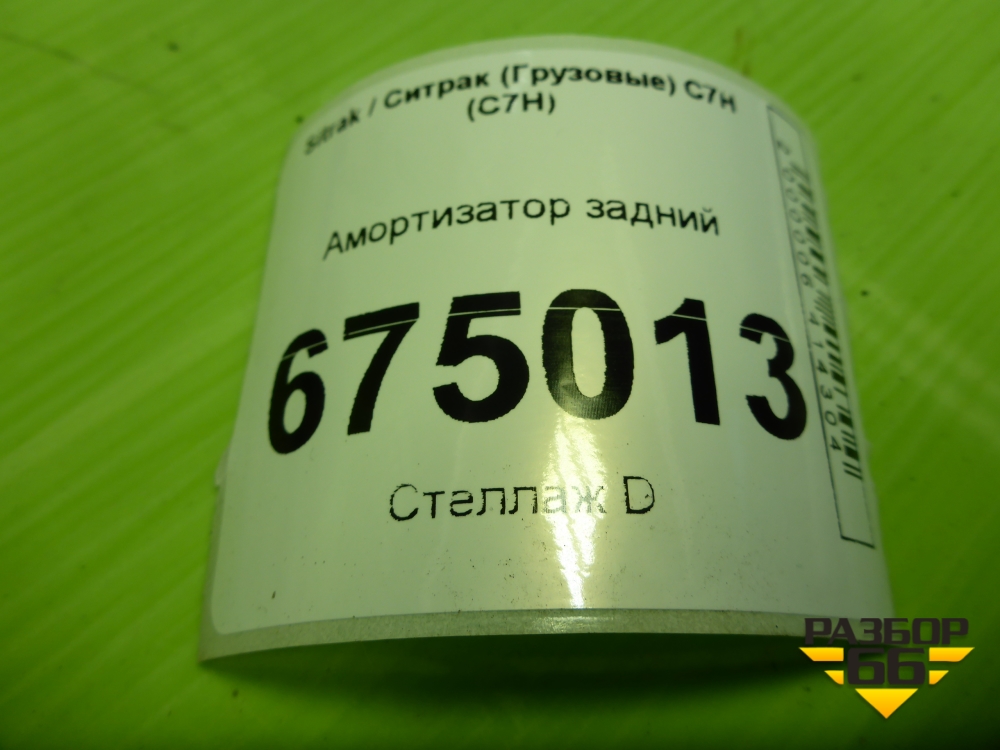 Sitrak / Ситрак (Грузовые) C7H
(C7H)
Амортизатор задний
675013
Стеллаж D
РАЗБОР
66